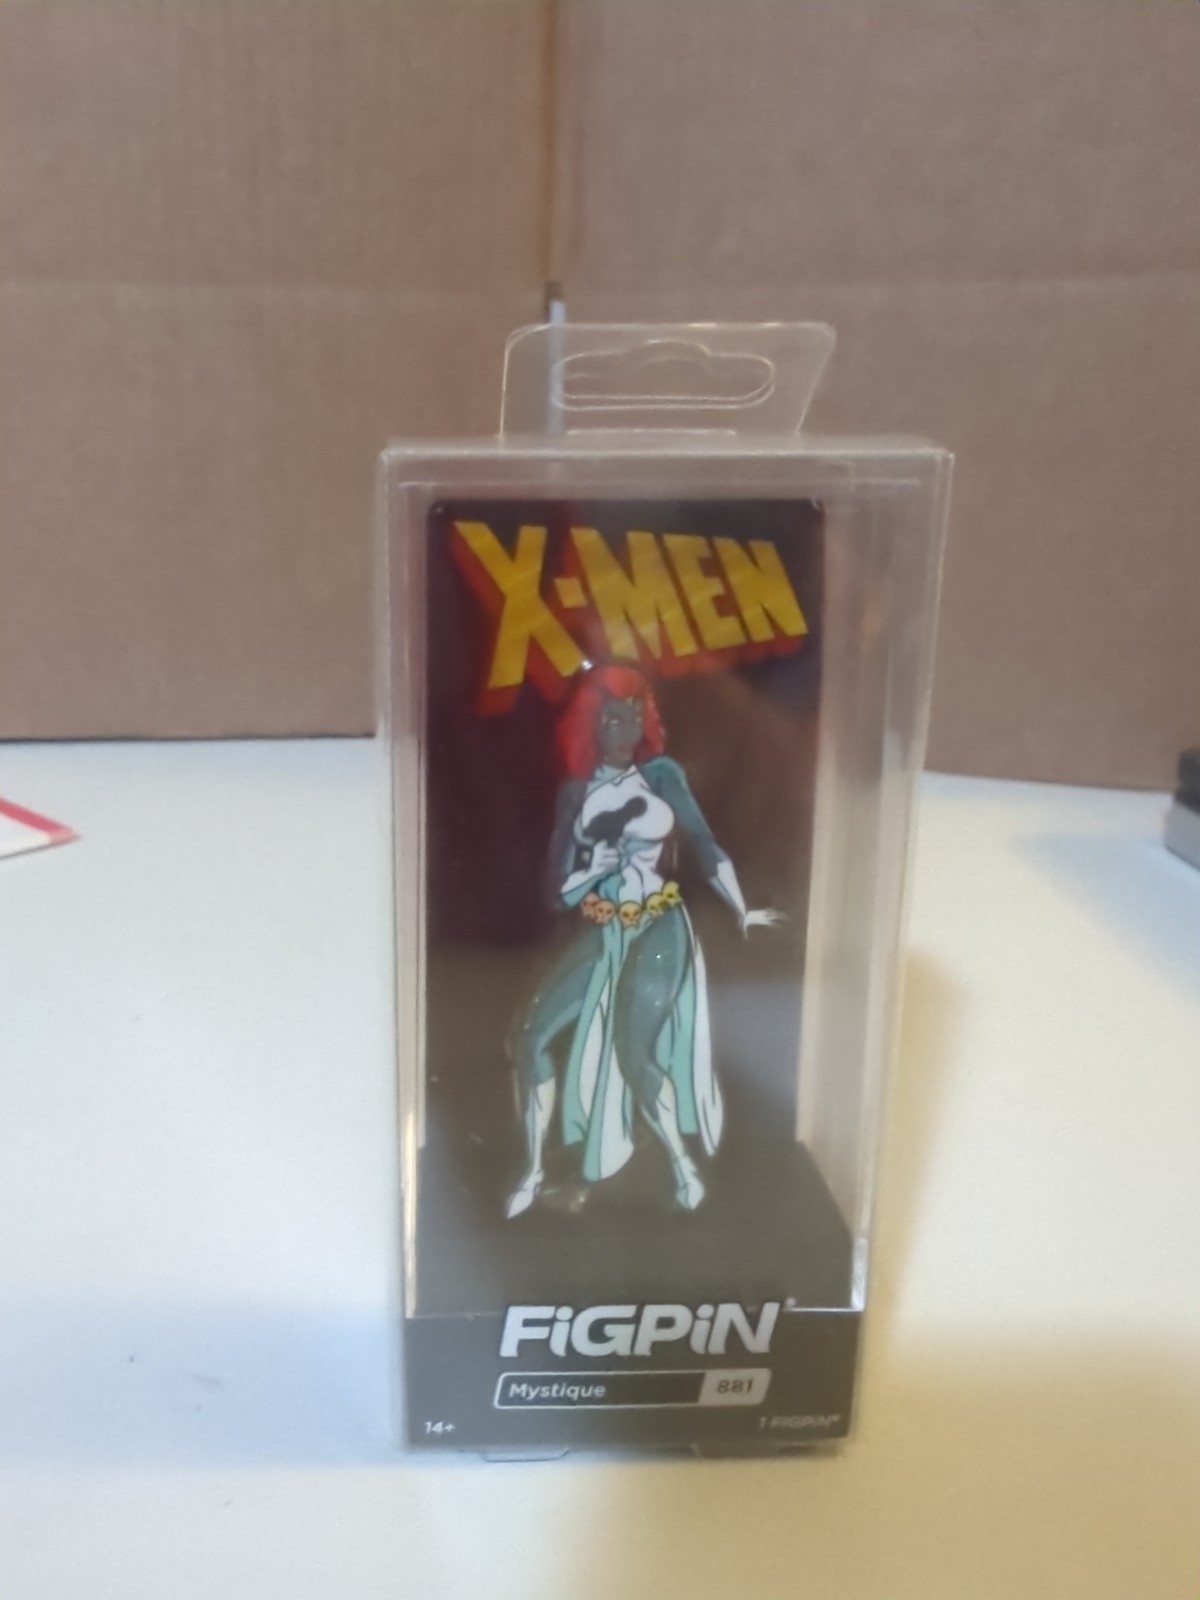 X-MEN
FiGPiN®
Mystique 881
14+ 1 FiGPiN®